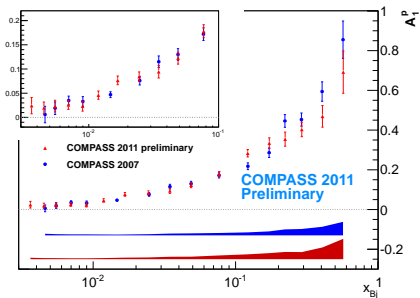 0.2
0.15
0.1
0.05
0
10⁻²
10⁻¹
COMPASS 2011 preliminary
COMPASS 2007
COMPASS 2011
Preliminary
A₁ᵖ
1
0.8
0.6
0.4
0.2
0
-0.2
10⁻²
10⁻¹
1
x_Bj